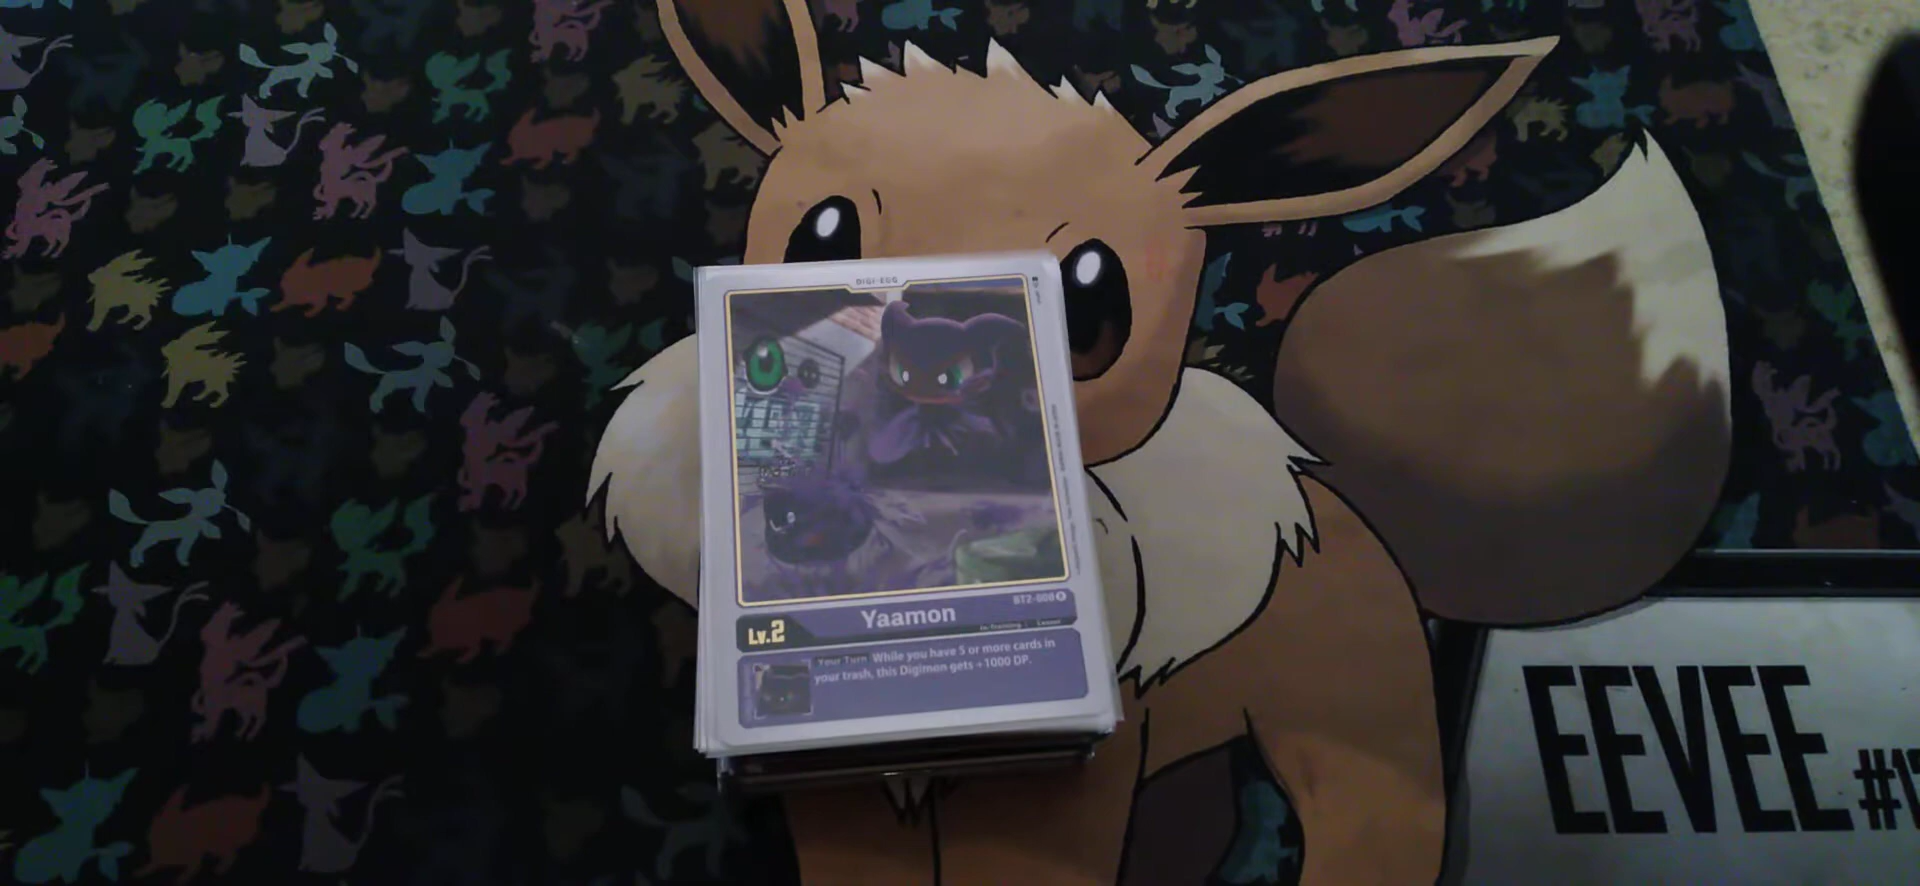 DIGI-EGG
BT2-008 R
Yaamon
Lv.2
In-Training Lesser
Your Turn While you have 5 or more cards in
your trash, this Digimon gets +1000 DP.
EEVEE #1